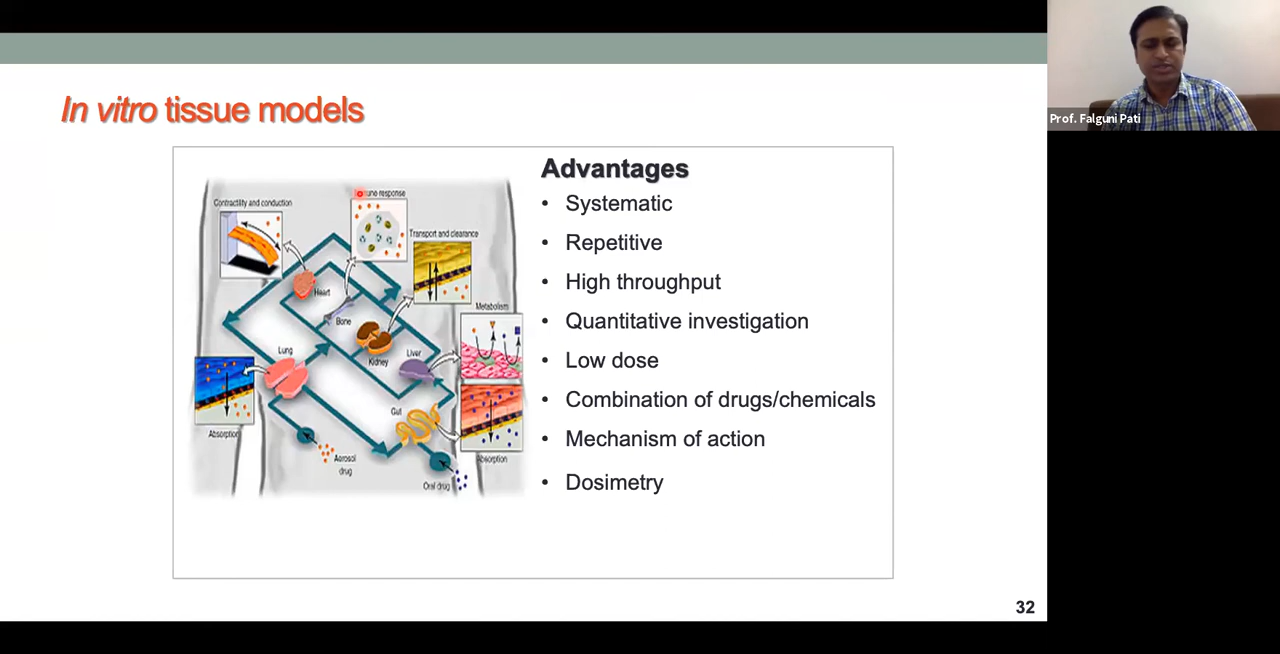 In vitro tissue models
Advantages
• Systematic
• Repetitive
• High throughput
• Quantitative investigation
• Low dose
• Combination of drugs/chemicals
• Mechanism of action
• Dosimetry
Contractility and conduction
response
Transport and clearance
Metabolism
Heart
Bone
Kidney
Liver
Lung
Gut
Absorption
Absorption
Aerosol
drug
Oral drug
32
Prof. Falguni Pati